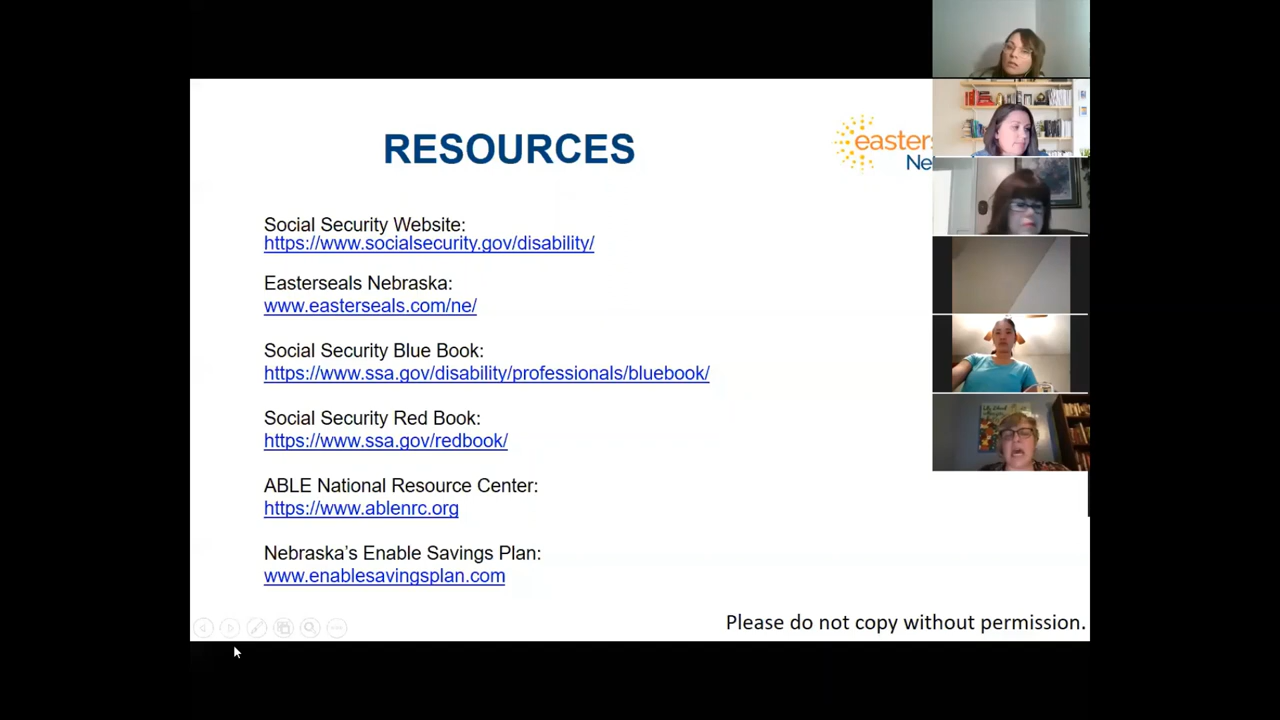 RESOURCES
easters
Ne
Social Security Website:
https://www.socialsecurity.gov/disability/
Easterseals Nebraska:
www.easterseals.com/ne/
Social Security Blue Book:
https://www.ssa.gov/disability/professionals/bluebook/
Social Security Red Book:
https://www.ssa.gov/redbook/
ABLE National Resource Center:
https://www.ablenrc.org
Nebraska’s Enable Savings Plan:
www.enablesavingsplan.com
Please do not copy without permission.